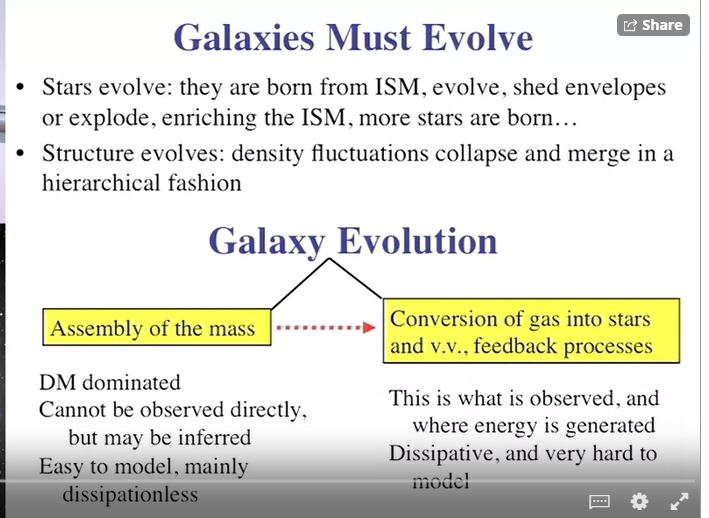 Share
Galaxies Must Evolve
• Stars evolve: they are born from ISM, evolve, shed envelopes
or explode, enriching the ISM, more stars are born…
• Structure evolves: density fluctuations collapse and merge in a
hierarchical fashion
Galaxy Evolution
Assembly of the mass
DM dominated
Cannot be observed directly,
but may be inferred
Easy to model, mainly
dissipationless
Conversion of gas into stars
and v.v., feedback processes
This is what is observed, and
where energy is generated
Dissipative, and very hard to
model